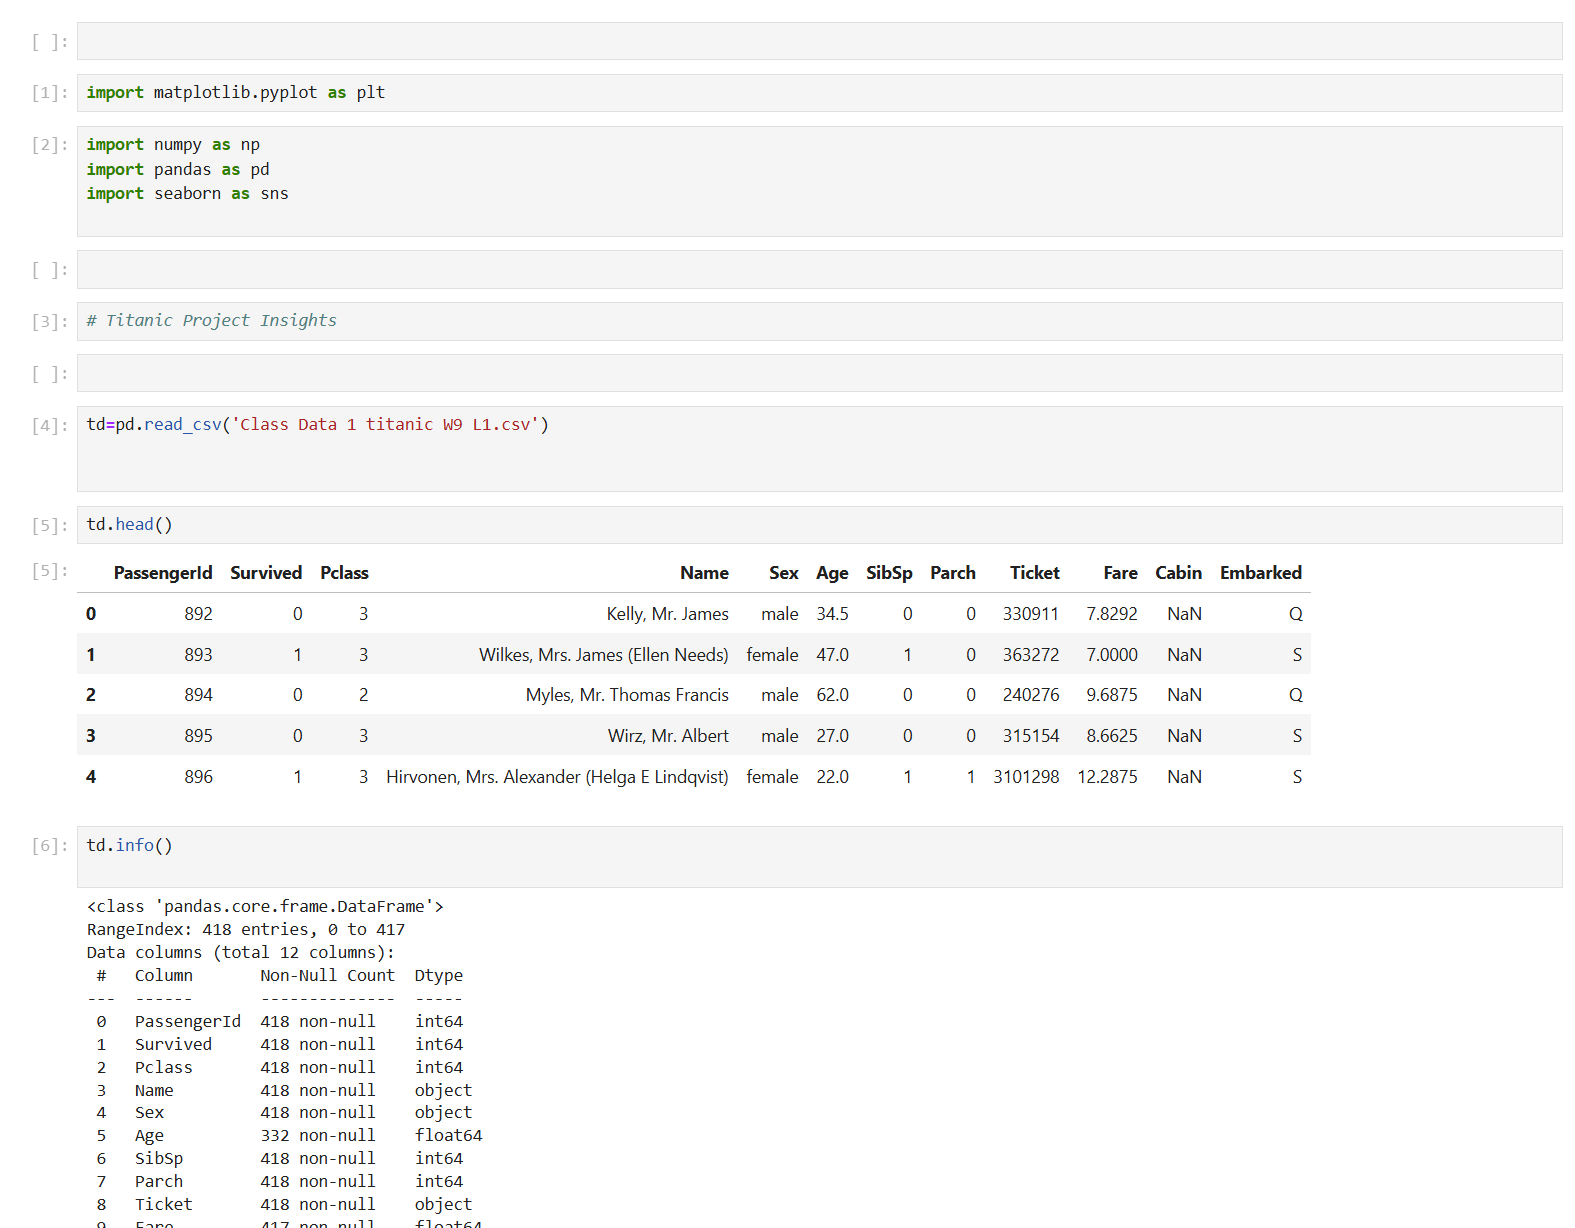 [ ]:
[1]: import matplotlib.pyplot as plt
[2]: import numpy as np
import pandas as pd
import seaborn as sns
[ ]:
[3]: # Titanic Project Insights
[ ]:
[4]: td=pd.read_csv('Class Data 1 titanic W9 L1.csv')
[5]: td.head()
[5]: PassengerId Survived Pclass Name Sex Age SibSp Parch Ticket Fare Cabin Embarked
0 892 0 3 Kelly, Mr. James male 34.5 0 0 330911 7.8292 NaN Q
1 893 1 3 Wilkes, Mrs. James (Ellen Needs) female 47.0 1 0 363272 7.0000 NaN S
2 894 0 2 Myles, Mr. Thomas Francis male 62.0 0 0 240276 9.6875 NaN Q
3 895 0 3 Wirz, Mr. Albert male 27.0 0 0 315154 8.6625 NaN S
4 896 1 3 Hirvonen, Mrs. Alexander (Helga E Lindqvist) female 22.0 1 1 3101298 12.2875 NaN S
[6]: td.info()
<class 'pandas.core.frame.DataFrame'>
RangeIndex: 418 entries, 0 to 417
Data columns (total 12 columns):
# Column Non-Null Count Dtype
--- ------ -------------- -----
0 PassengerId 418 non-null int64
1 Survived 418 non-null int64
2 Pclass 418 non-null int64
3 Name 418 non-null object
4 Sex 418 non-null object
5 Age 332 non-null float64
6 SibSp 418 non-null int64
7 Parch 418 non-null int64
8 Ticket 418 non-null object
9 Fare 417 non-null float64